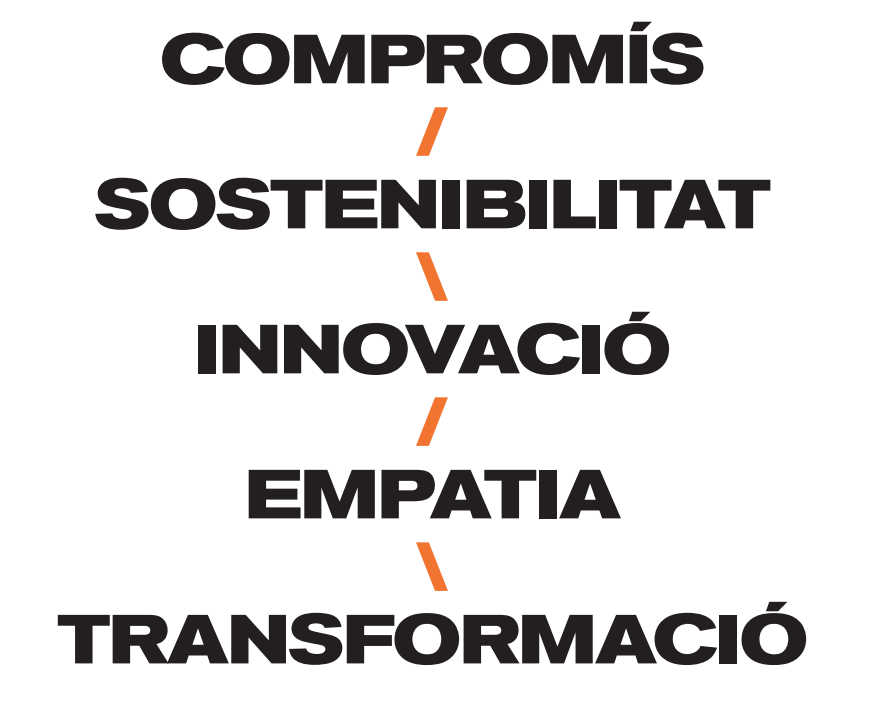 COMPROMÍS
/
SOSTENIBILITAT
\
INNOVACIÓ
/
EMPATIA
\
TRANSFORMACIÓ